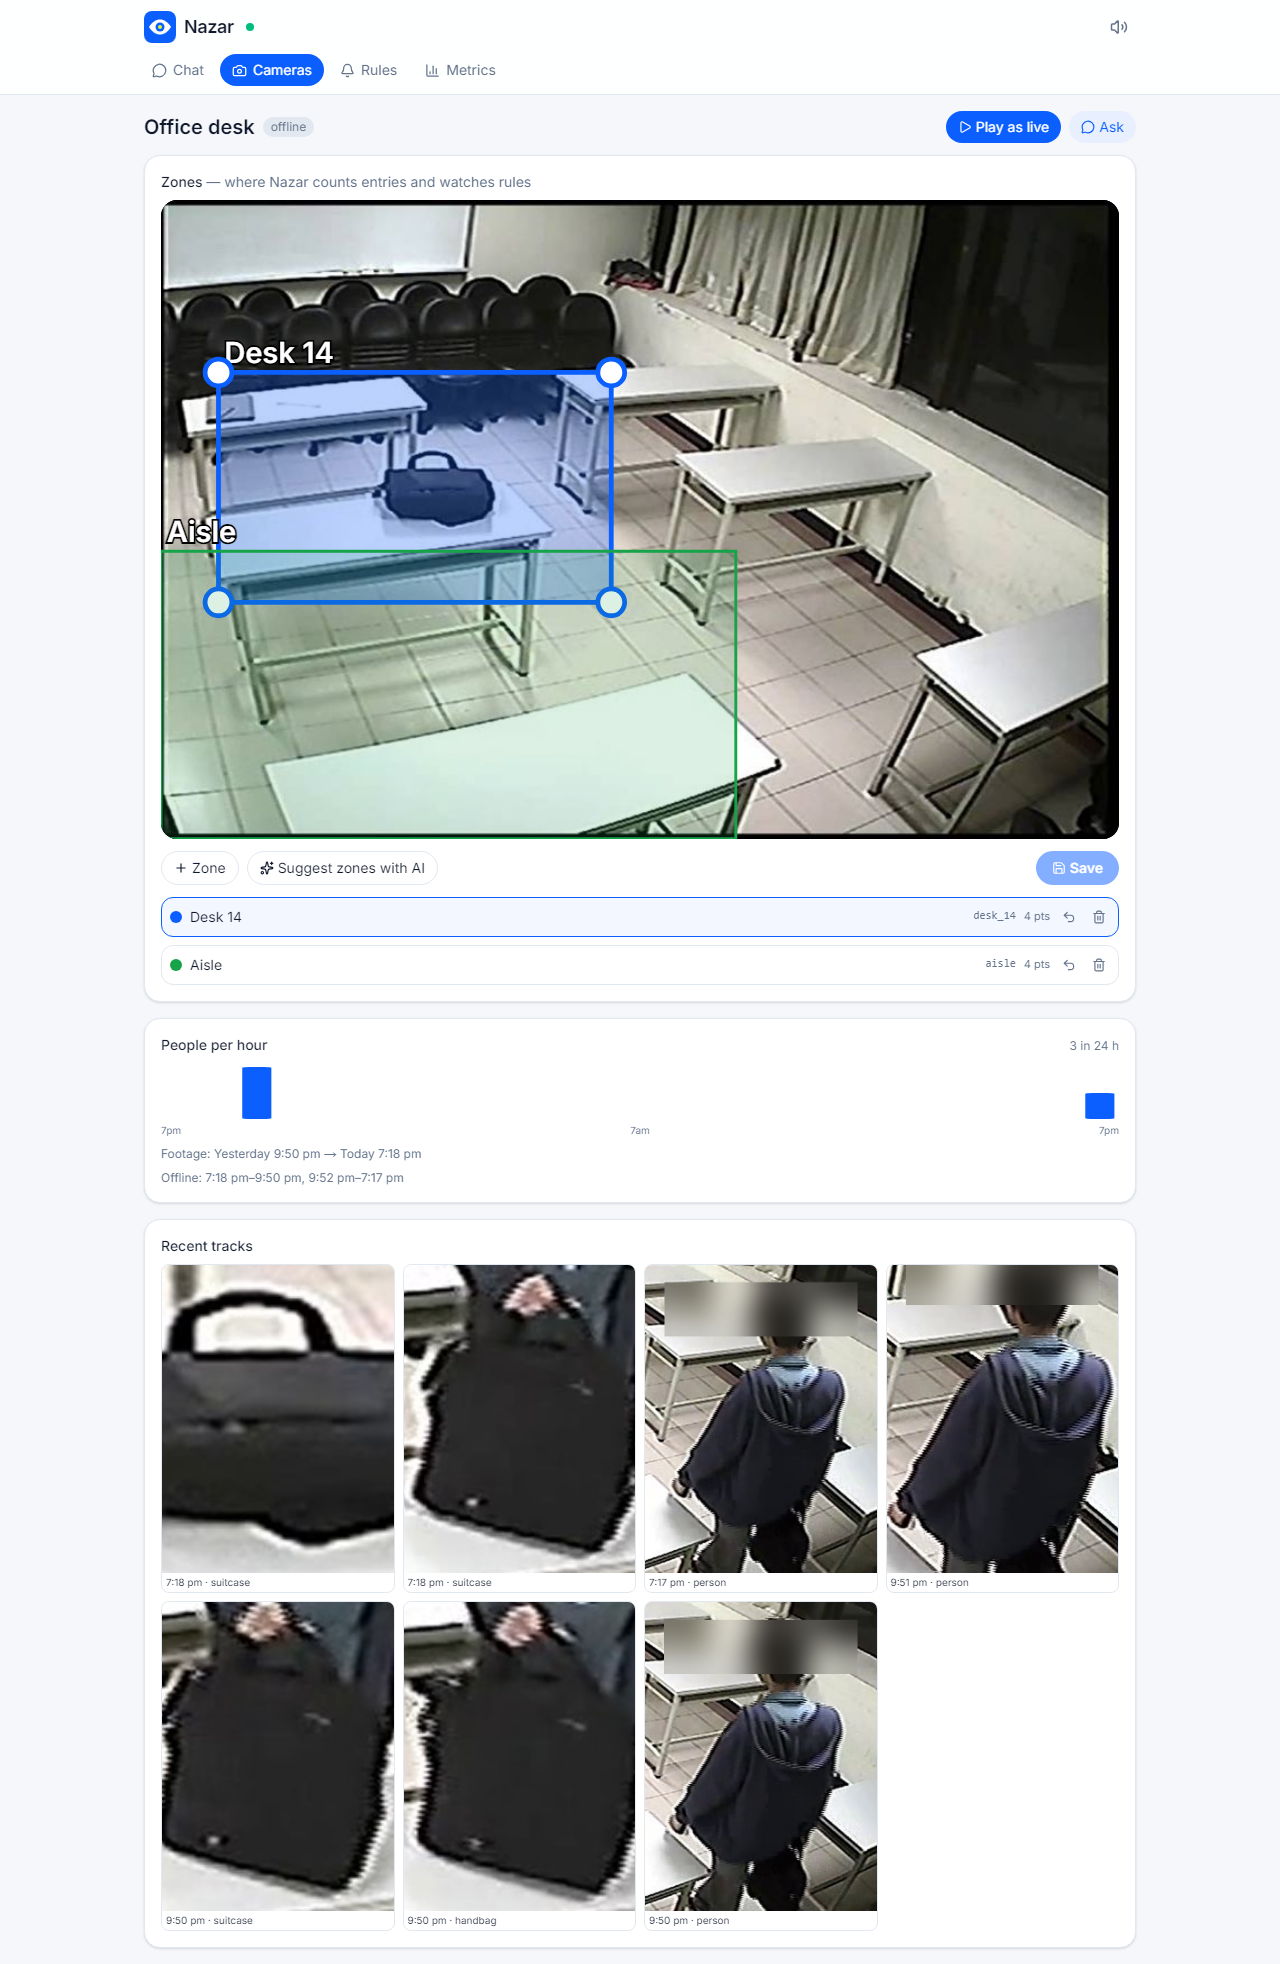 Nazar
Chat
Cameras
Rules
Metrics
Office desk
offline
Play as live
Ask
Zones — where Nazar counts entries and watches rules
Desk 14
Aisle
Zone
Suggest zones with AI
Save
Desk 14
desk_14
4 pts
Aisle
aisle
4 pts
People per hour
3 in 24 h
7pm
7am
7pm
Footage: Yesterday 9:50 pm → Today 7:18 pm
Offline: 7:18 pm–9:50 pm, 9:52 pm–7:17 pm
Recent tracks
7:18 pm · suitcase
7:18 pm · suitcase
7:17 pm · person
9:51 pm · person
9:50 pm · suitcase
9:50 pm · handbag
9:50 pm · person